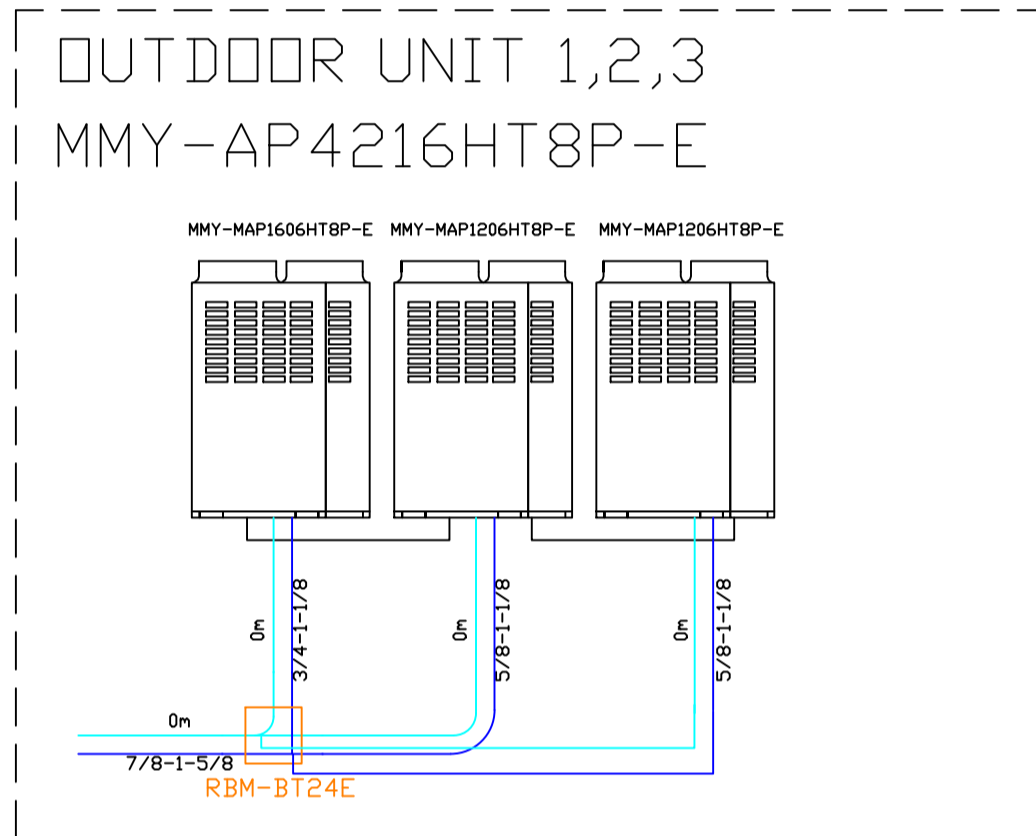 OUTDOOR UNIT 1,2,3
MMY-AP4216HT8P-E
MMY-MAP1606HT8P-E MMY-MAP1206HT8P-E MMY-MAP1206HT8P-E
0m
3/4-1-1/8
0m
5/8-1-1/8
0m
5/8-1-1/8
0m
7/8-1-5/8
RBM-BT24E